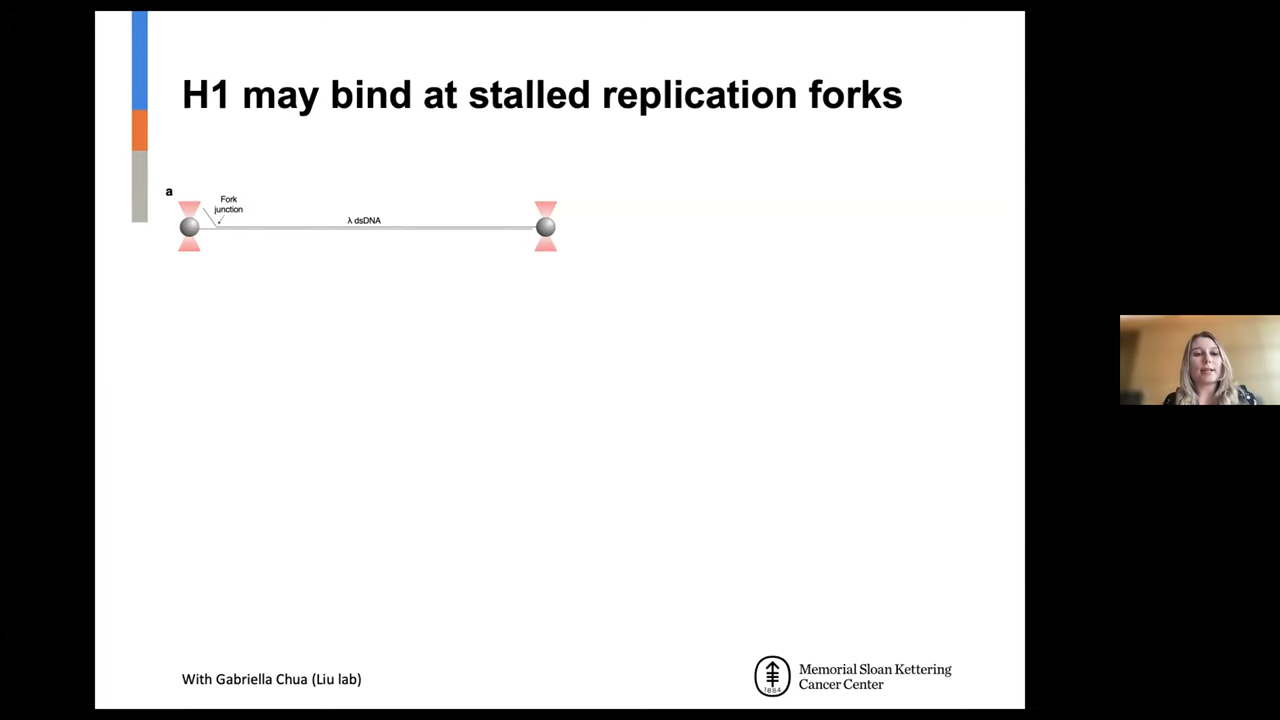 H1 may bind at stalled replication forks
a
Fork
junction
λ dsDNA
With Gabriella Chua (Liu lab)
1884
Memorial Sloan Kettering
Cancer Center